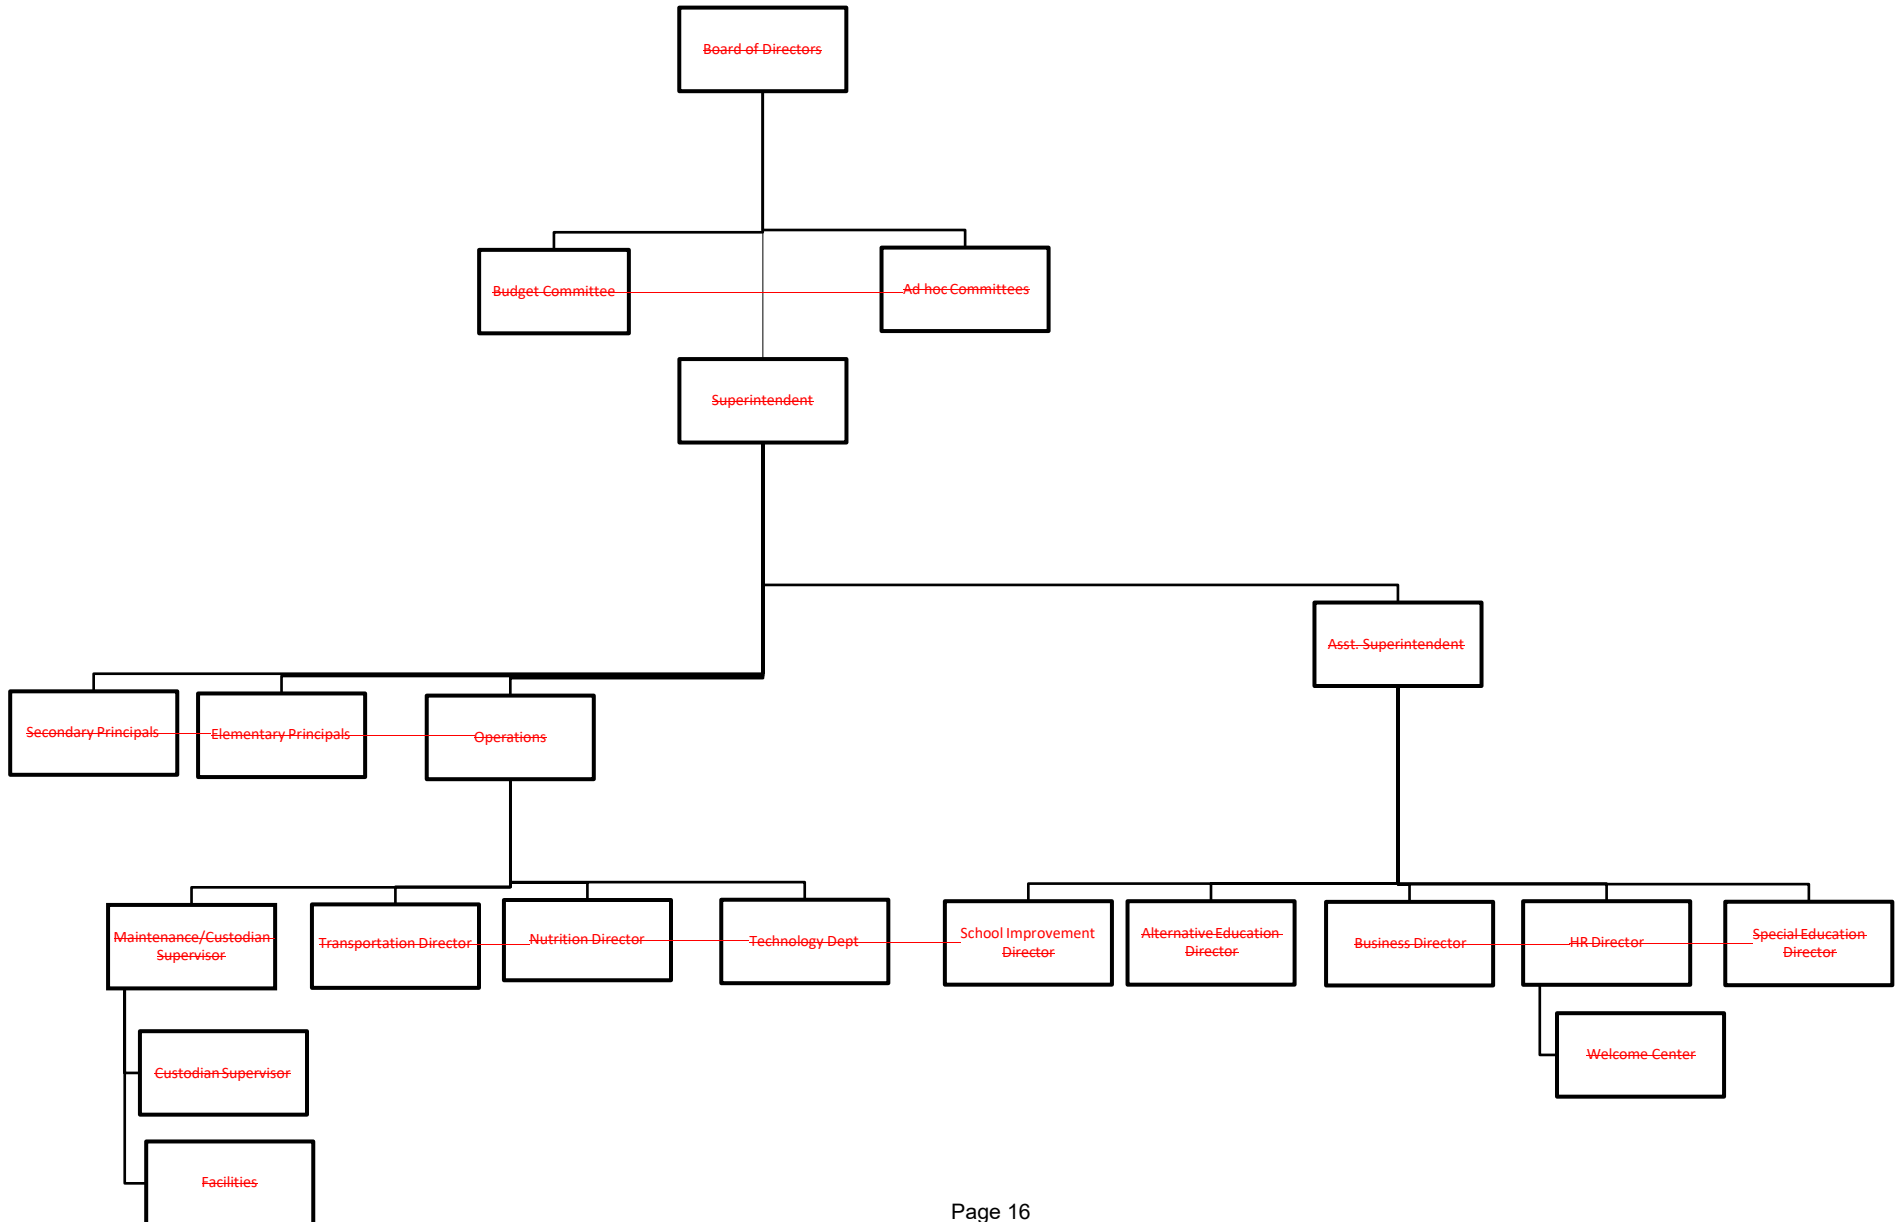 Board of Directors
Budget Committee
Ad hoc Committees
Superintendent
Asst. Superintendent
Secondary Principals
Elementary Principals
Operations
Maintenance/Custodian
Supervisor
Transportation Director
Nutrition Director
Technology Dept
School Improvement
Director
Alternative Education
Director
Business Director
HR Director
Special Education
Director
Custodian Supervisor
Welcome Center
Facilities
Page 16